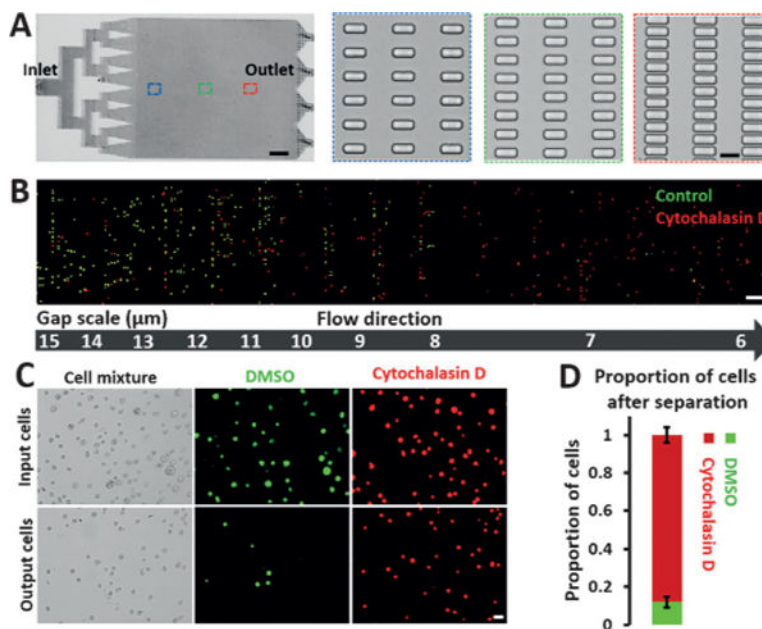 A
Inlet
Outlet
B
Control
Cytochalasin D
Gap scale (µm)
Flow direction
15 14 13 12 11 10 9 8 7 6
C
Cell mixture
DMSO
Cytochalasin D
Input cells
Output cells
D
Proportion of cells
after separation
Proportion of cells
1
0.8
0.6
0.4
0.2
0
Cytochalasin D
DMSO